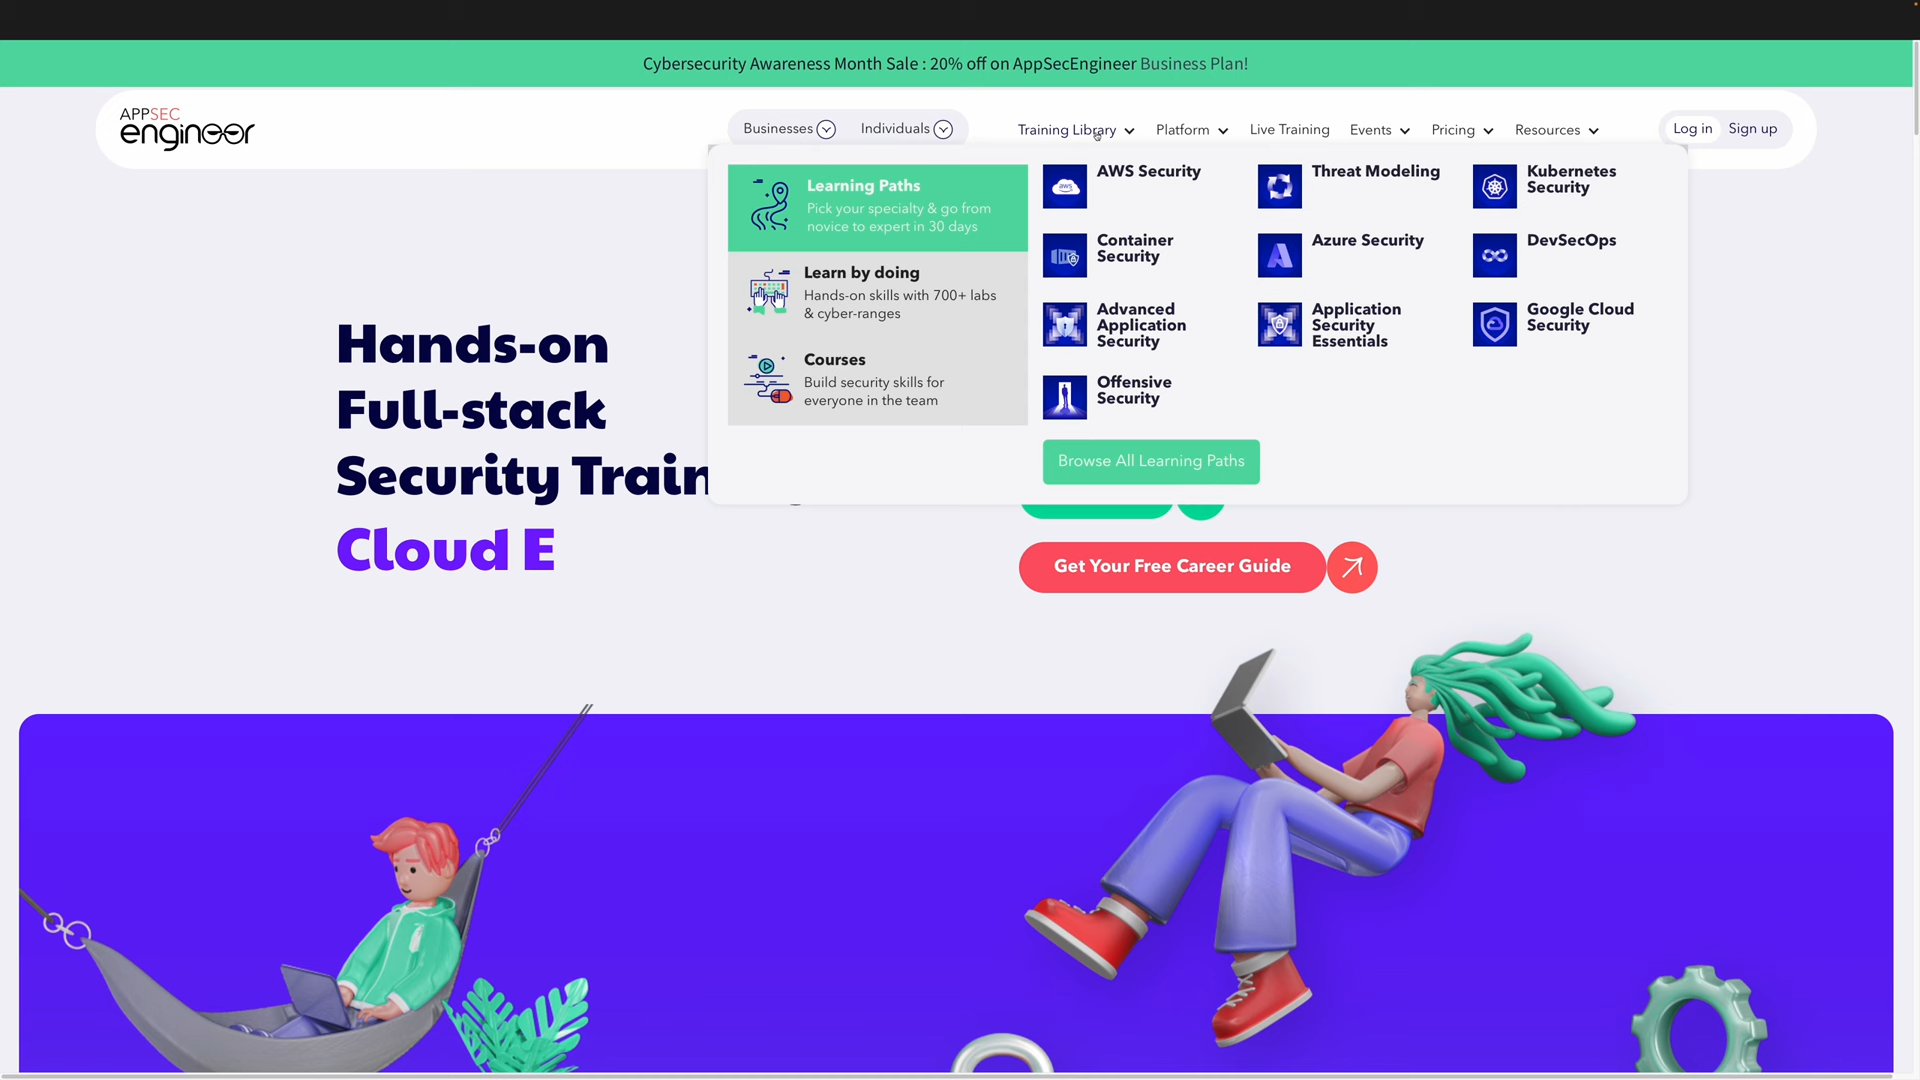 Cybersecurity Awareness Month Sale : 20% off on AppSecEngineer Business Plan!
APPSEC
engineer
Businesses
Individuals
Training Library
Platform
Live Training
Events
Pricing
Resources
Log in
Sign up
Learning Paths
Pick your specialty & go from
novice to expert in 30 days
Learn by doing
Hands-on skills with 700+ labs
& cyber-ranges
Courses
Build security skills for
everyone in the team
aws
AWS Security
Threat Modeling
Kubernetes
Security
Container
Security
Azure Security
DevSecOps
Advanced
Application
Security
Application
Security
Essentials
Google Cloud
Security
Offensive
Security
Browse All Learning Paths
Hands-on
Full-stack
Security Train
Cloud E
Get Your Free Career Guide